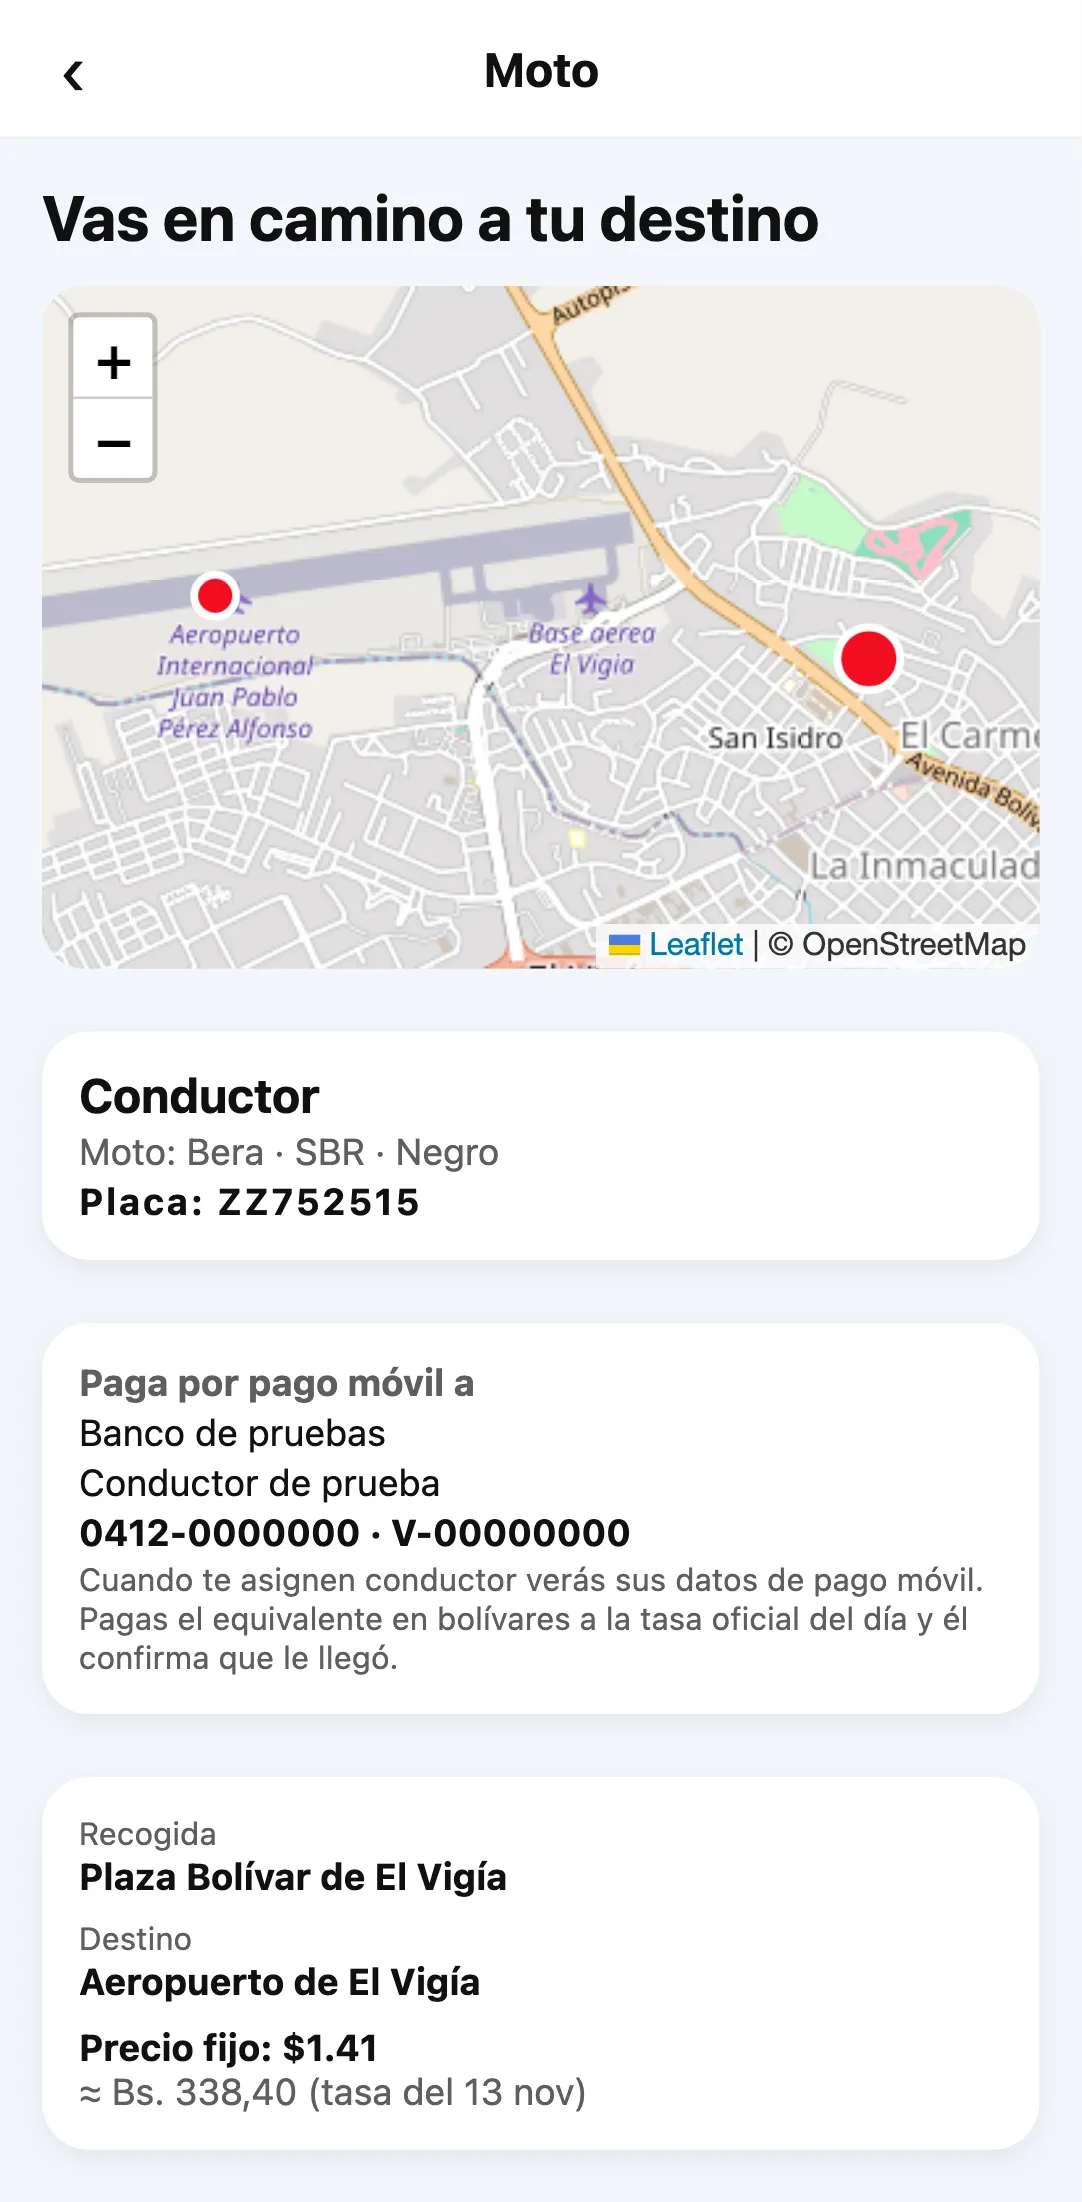 ‹
Moto
Vas en camino a tu destino
+
−
Aeropuerto
Internacional
Juan Pablo
Pérez Alfonso
Base aerea
El Vigia
San Isidro
El Carme
Avenida Bolív
La Inmaculad
Leaflet | © OpenStreetMap
Conductor
Moto: Bera · SBR · Negro
Placa: ZZ752515
Paga por pago móvil a
Banco de pruebas
Conductor de prueba
0412-0000000 · V-00000000
Cuando te asignen conductor verás sus datos de pago móvil.
Pagas el equivalente en bolívares a la tasa oficial del día y él
confirma que le llegó.
Recogida
Plaza Bolívar de El Vigía
Destino
Aeropuerto de El Vigía
Precio fijo: $1.41
≈ Bs. 338,40 (tasa del 13 nov)